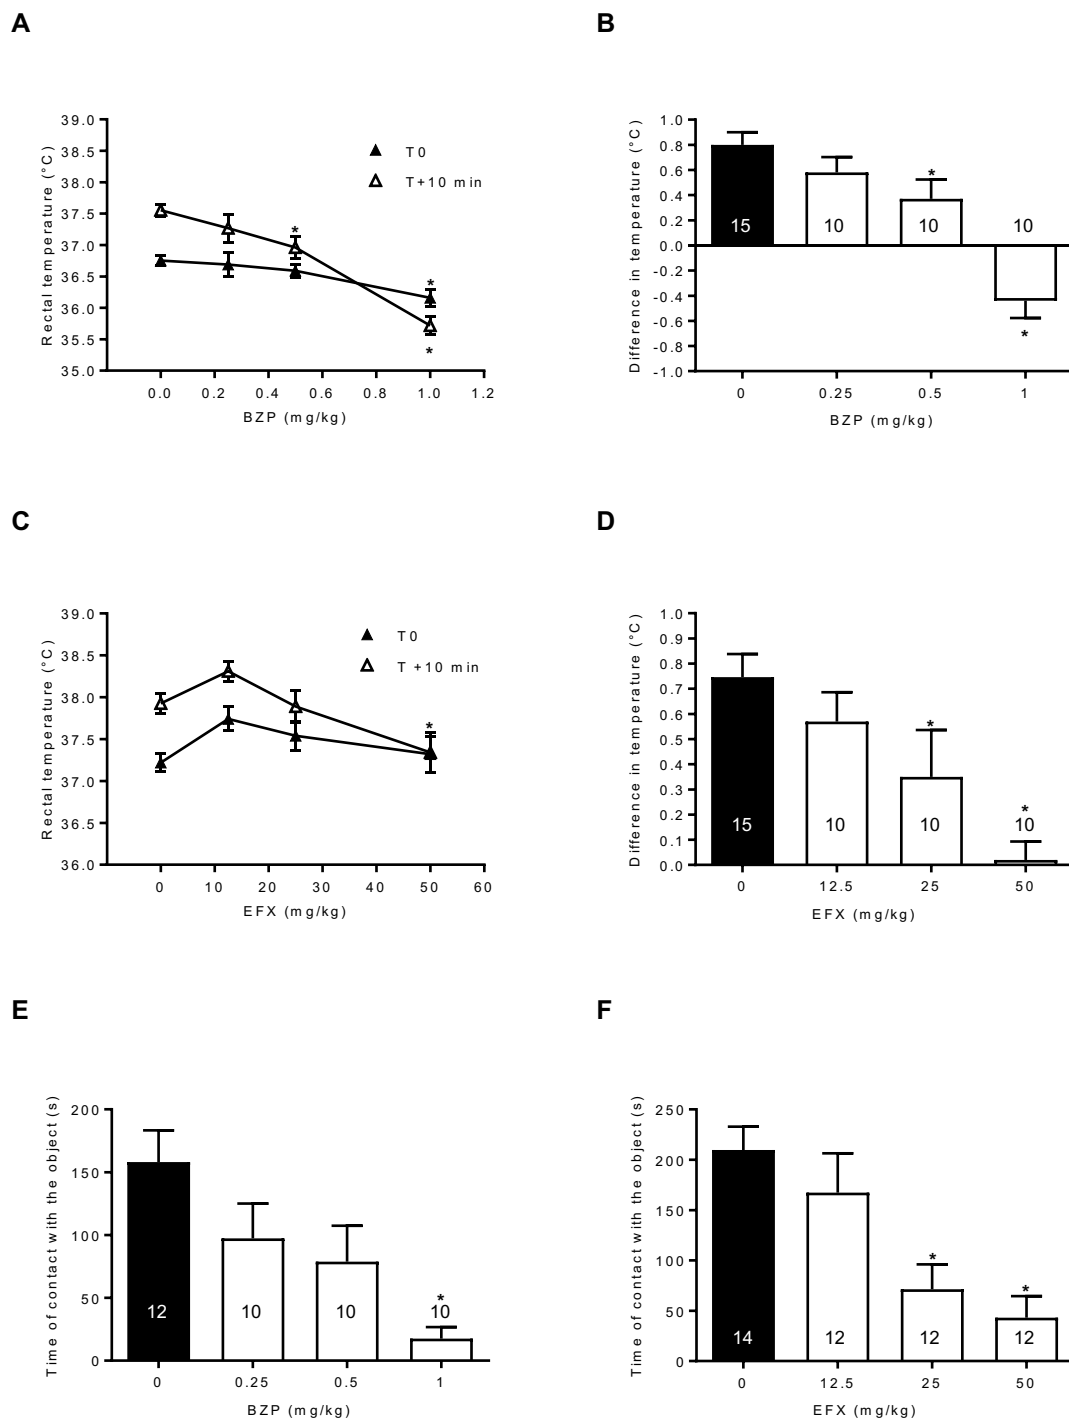 A
Rectal temperature (°C)
39.0
38.5
38.0
37.5
37.0
36.5
36.0
35.5
35.0
T0
T+10 min
*
*
*
0.0 0.2 0.4 0.6 0.8 1.0 1.2
BZP (mg/kg)
B
Difference in temperature (°C)
1.0
0.8
0.6
0.4
0.2
0.0
-0.2
-0.4
-0.6
-0.8
-1.0
*
15 10 10 10
*
0 0.25 0.5 1
BZP (mg/kg)
C
Rectal temperature (°C)
39.0
38.5
38.0
37.5
37.0
36.5
36.0
T0
T +10 min
*
0 10 20 30 40 50 60
EFX (mg/kg)
D
Difference in temperature (°C)
1.0
0.9
0.8
0.7
0.6
0.5
0.4
0.3
0.2
0.1
0.0
*
*
15 10 10 10
0 12.5 25 50
EFX (mg/kg)
E
Time of contact with the object (s)
200
150
100
50
0
*
12 10 10 10
0 0.25 0.5 1
BZP (mg/kg)
F
Time of contact with the object (s)
250
200
150
100
50
0
*
*
14 12 12 12
0 12.5 25 50
EFX (mg/kg)